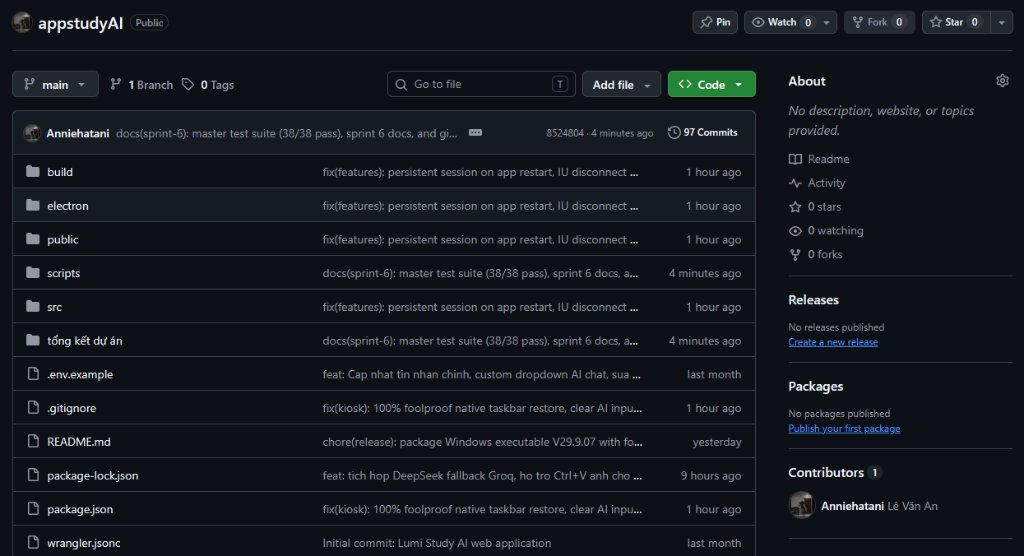 appstudyAI Public
Pin
Watch 0
Fork 0
Star 0
main
1 Branch
0 Tags
Go to file
T
Add file
Code
Anniehatani docs(sprint-6): master test suite (38/38 pass), sprint 6 docs, and gi...
8524804 · 4 minutes ago
97 Commits
build fix(features): persistent session on app restart, IU disconnect ... 1 hour ago
electron fix(features): persistent session on app restart, IU disconnect ... 1 hour ago
public fix(features): persistent session on app restart, IU disconnect ... 1 hour ago
scripts docs(sprint-6): master test suite (38/38 pass), sprint 6 docs, a... 4 minutes ago
src fix(features): persistent session on app restart, IU disconnect ... 1 hour ago
tổng kết dự án docs(sprint-6): master test suite (38/38 pass), sprint 6 docs, a... 4 minutes ago
.env.example feat: Cap nhat tin nhan chinh, custom dropdown AI chat, sua ... last month
.gitignore fix(kiosk): 100% foolproof native taskbar restore, clear AI inpu... 1 hour ago
README.md chore(release): package Windows executable V29.9.07 with fo... yesterday
package-lock.json feat: tich hop DeepSeek fallback Groq, ho tro Ctrl+V anh cho ... 9 hours ago
package.json fix(kiosk): 100% foolproof native taskbar restore, clear AI inpu... 1 hour ago
wrangler.jsonc Initial commit: Lumi Study AI web application last month
About
No description, website, or topics
provided.
Readme
Activity
0 stars
0 watching
0 forks
Releases
No releases published
Create a new release
Packages
No packages published
Publish your first package
Contributors 1
Anniehatani Lê Văn An